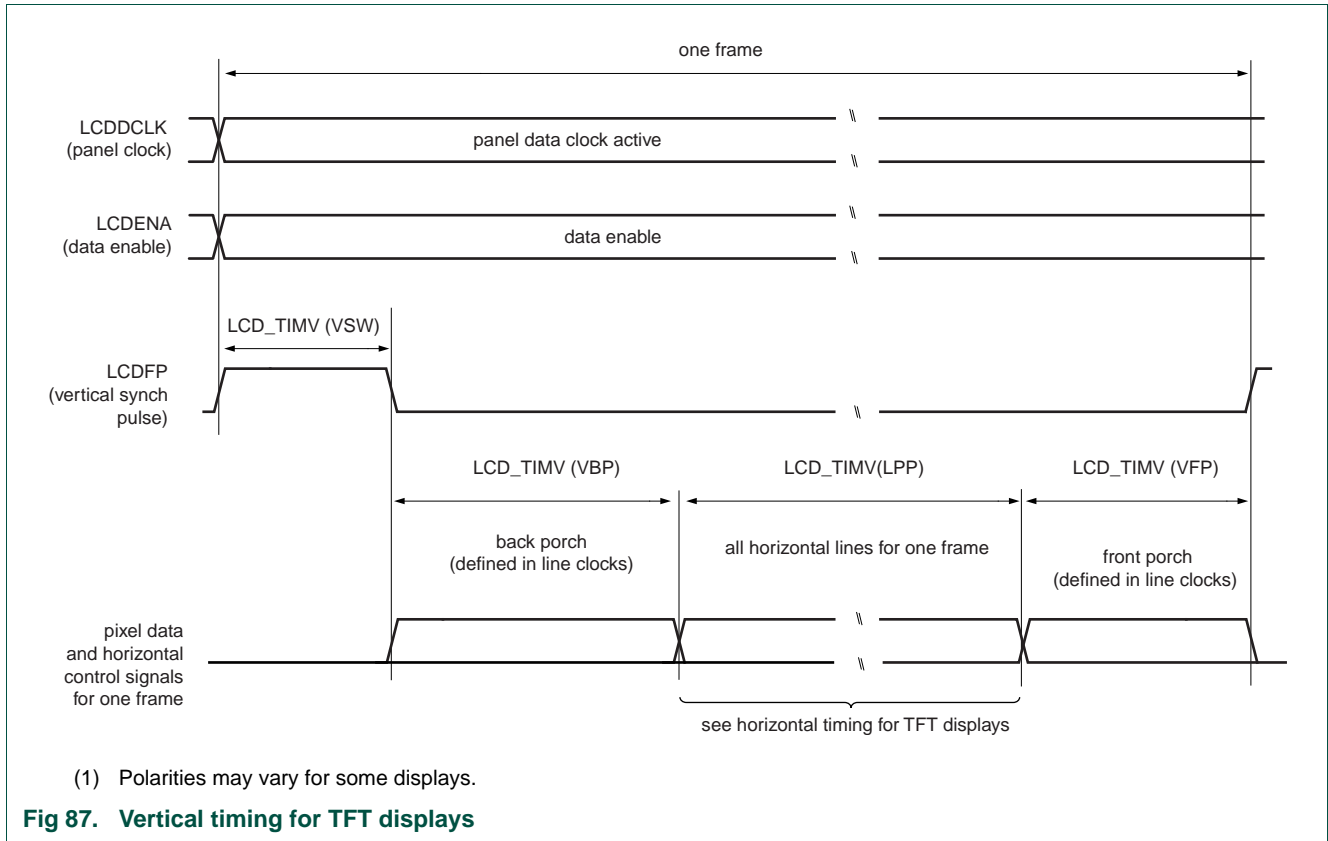 one frame
LCDDCLK
(panel clock)
panel data clock active
LCDENA
(data enable)
data enable
LCD_TIMV (VSW)
LCDFP
(vertical synch
pulse)
LCD_TIMV (VBP)
LCD_TIMV(LPP)
LCD_TIMV (VFP)
back porch
(defined in line clocks)
all horizontal lines for one frame
front porch
(defined in line clocks)
pixel data
and horizontal
control signals
for one frame
see horizontal timing for TFT displays
(1) Polarities may vary for some displays.
Fig 87. Vertical timing for TFT displays